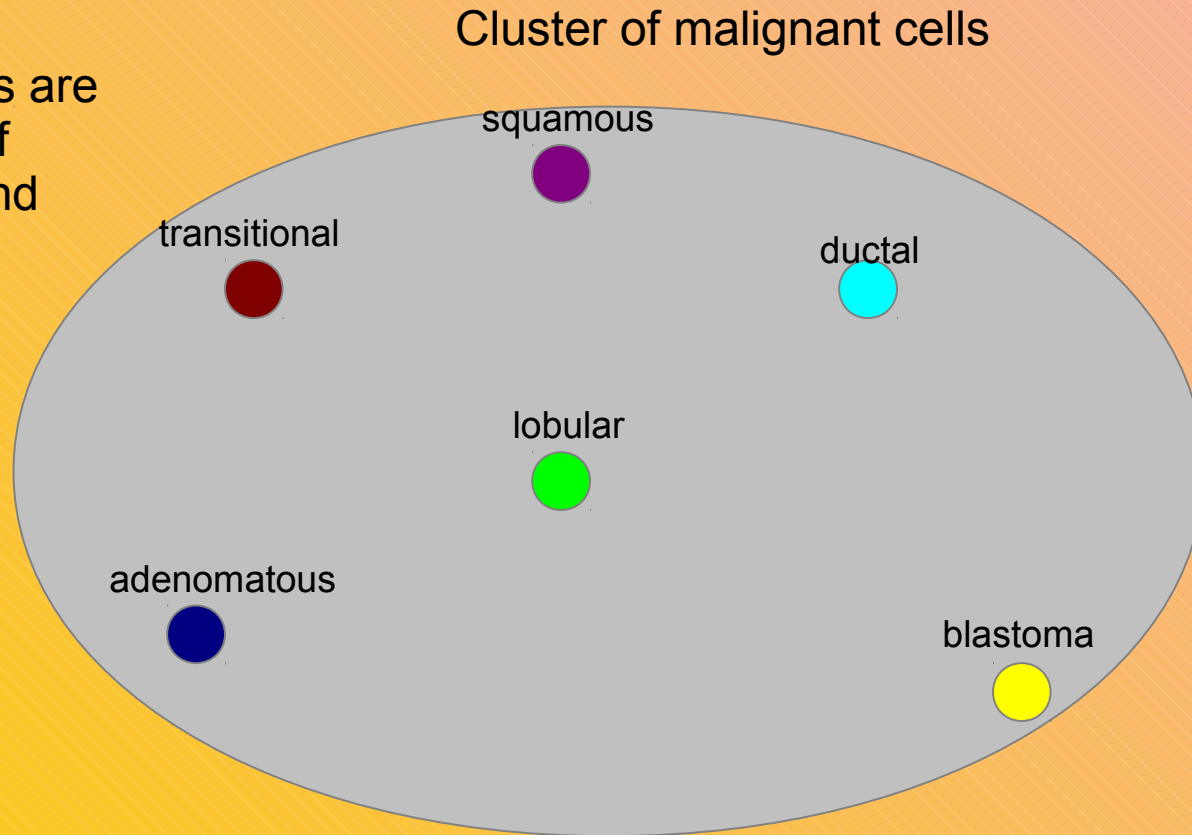 Cluster of malignant cells
s are
f
nd
squamous
transitional
ductal
lobular
adenomatous
blastoma